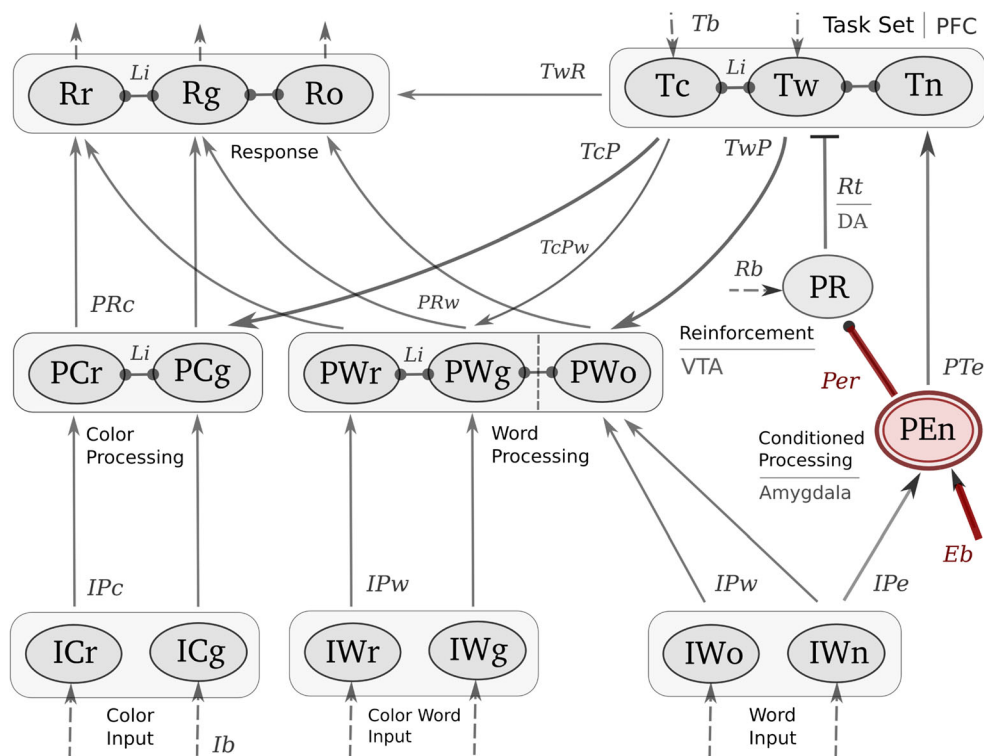 Tb
Task Set | PFC
Li
TwR
Li
Rr
Rg
Ro
Tc
Tw
Tn
Response
TcP
TwP
Rt
DA
TcPw
Rb
PR
PRc
PRw
Reinforcement
VTA
Li
Li
PCr
PCg
PWr
PWg
PWo
Per
PTe
PEn
Color
Processing
Word
Processing
Conditioned
Processing
Amygdala
Eb
IPc
IPw
IPw
IPe
ICr
ICg
IWr
IWg
IWo
IWn
Color
Input
Ib
Color Word
Input
Word
Input